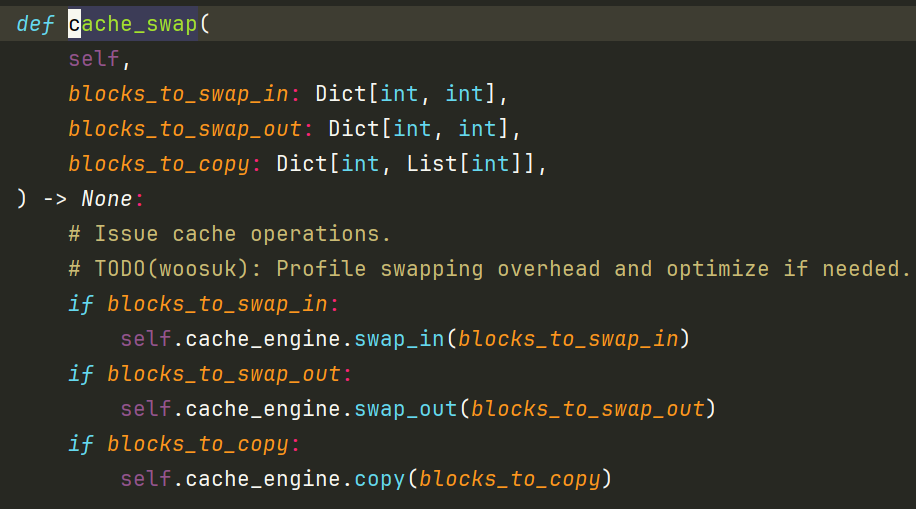 def cache_swap(
    self,
    blocks_to_swap_in: Dict[int, int],
    blocks_to_swap_out: Dict[int, int],
    blocks_to_copy: Dict[int, List[int]],
) -> None:
    # Issue cache operations.
    # TODO(woosuk): Profile swapping overhead and optimize if needed.
    if blocks_to_swap_in:
        self.cache_engine.swap_in(blocks_to_swap_in)
    if blocks_to_swap_out:
        self.cache_engine.swap_out(blocks_to_swap_out)
    if blocks_to_copy:
        self.cache_engine.copy(blocks_to_copy)